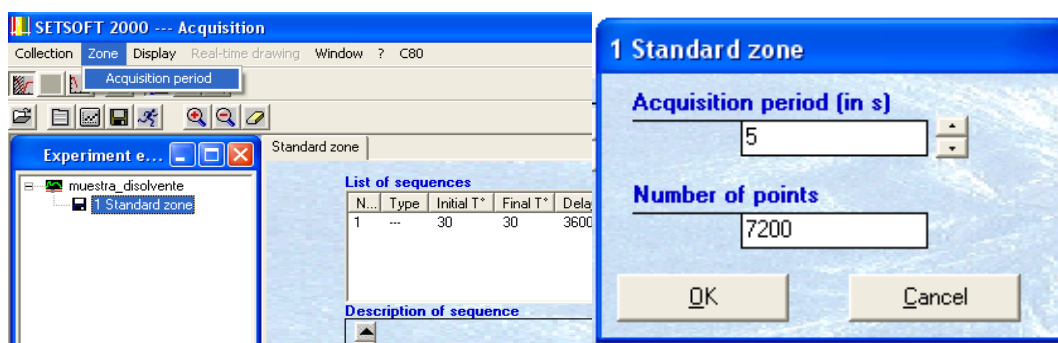 SETSOFT 2000 --- Acquisition
Collection Zone Display Real-time drawing Window ? C80
Acquisition period
Experiment e...
Standard zone
muestra_disolvente
1 Standard zone
List of sequences
N... Type Initial T° Final T° Dela
1 --- 30 30 3600
Description of sequence
1 Standard zone
Acquisition period (in s)
5
Number of points
7200
OK Cancel